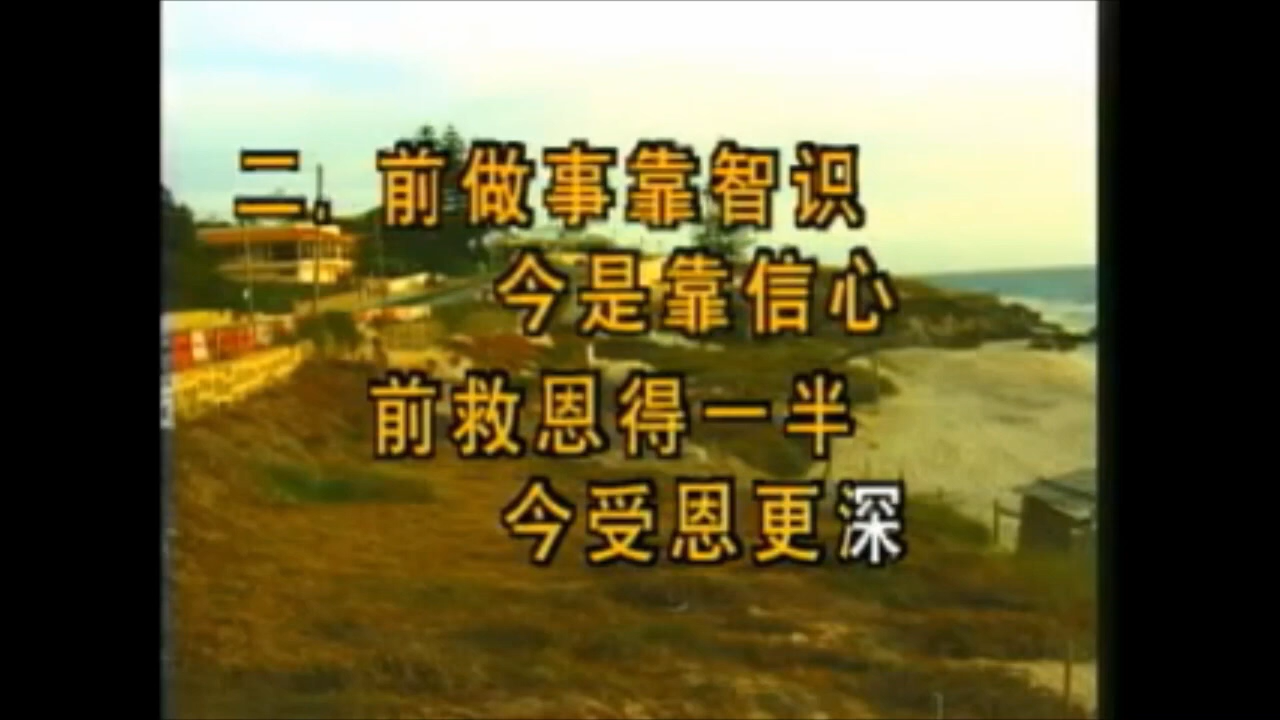 二. 前做事靠智识
今是靠信心
前救恩得一半
今受恩更深